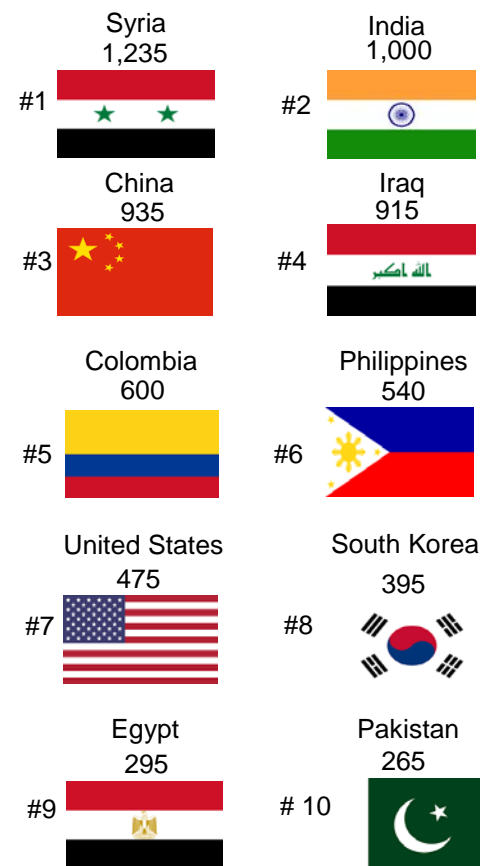 Syria
1,235
#1
India
1,000
#2
China
935
#3
Iraq
915
#4
الله اكبر
Colombia
600
#5
Philippines
540
#6
United States
475
#7
South Korea
395
#8
Egypt
295
#9
Pakistan
265
# 10